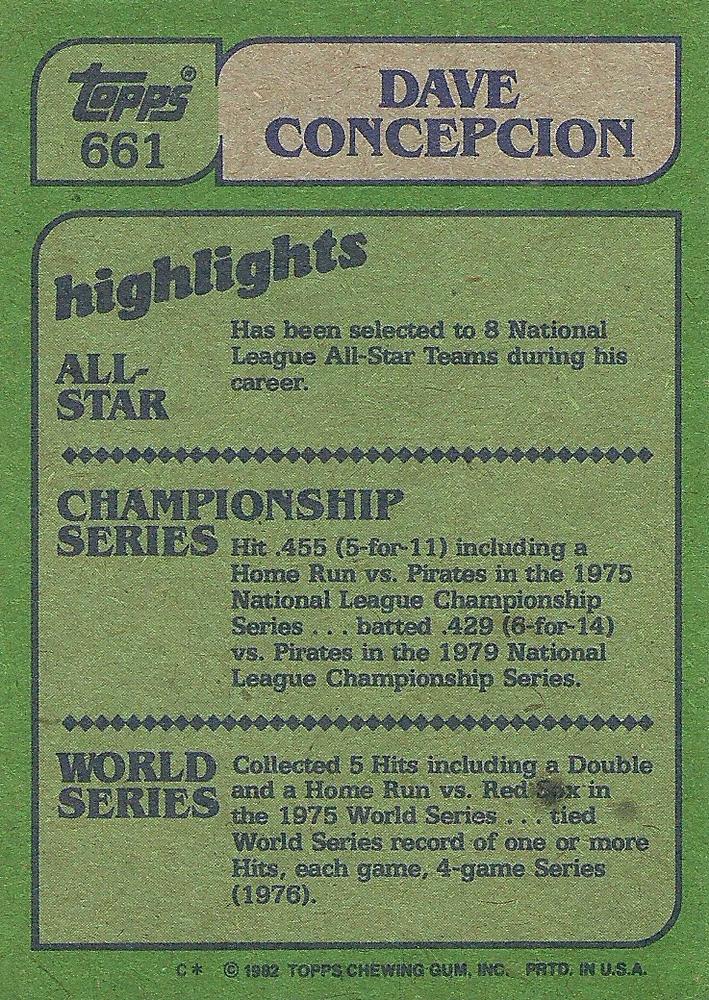 Topps®
661
DAVE
CONCEPCION
highlights
ALL-
STAR
Has been selected to 8 National
League All-Star Teams during his
career.
CHAMPIONSHIP
SERIES
Hit .455 (5-for-11) including a
Home Run vs. Pirates in the 1975
National League Championship
Series . . . batted .429 (6-for-14)
vs. Pirates in the 1979 National
League Championship Series.
WORLD
SERIES
Collected 5 Hits including a Double
and a Home Run vs. Red Sox in
the 1975 World Series . . . tied
World Series record of one or more
Hits, each game, 4-game Series
(1976).
C* © 1982 TOPPS CHEWING GUM, INC. PRTD. IN U.S.A.